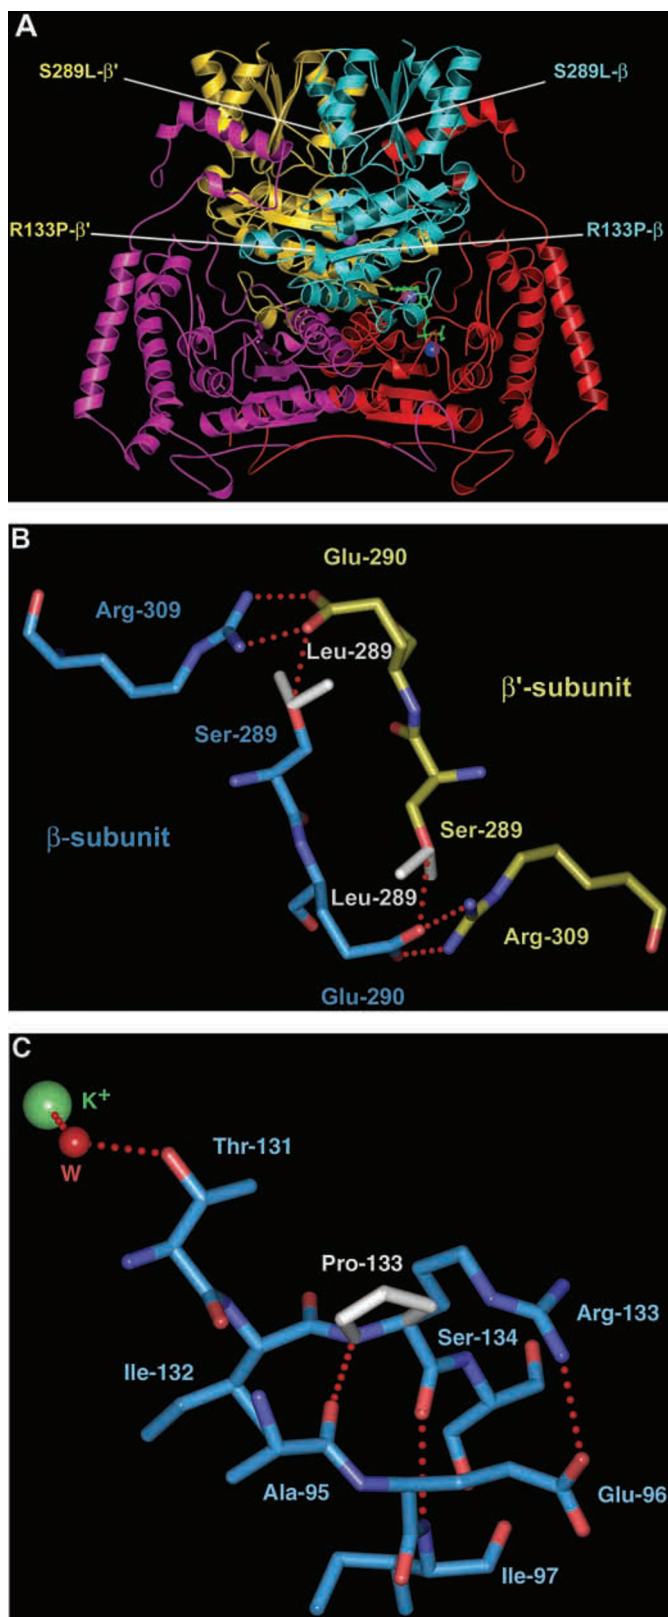 A
S289L-β'
S289L-β
R133P-β'
R133P-β
B
Glu-290
Arg-309
Leu-289
β'-subunit
Ser-289
β-subunit
Ser-289
Leu-289
Arg-309
Glu-290
C
K+
W
Thr-131
Pro-133
Arg-133
Ser-134
Ile-132
Ala-95
Glu-96
Ile-97